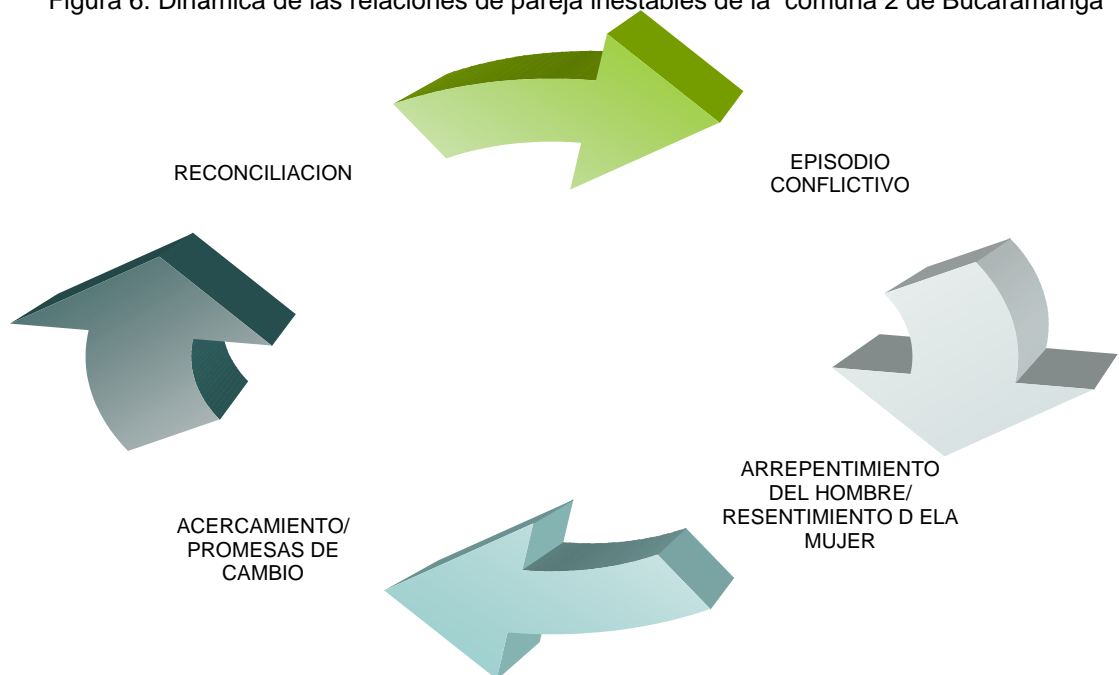 Figura 6. Dinámica de las relaciones de pareja inestables de la comuna 2 de Bucaramanga
RECONCILIACION
EPISODIO
CONFLICTIVO
ARREPENTIMIENTO
DEL HOMBRE/
RESENTIMIENTO D ELA
MUJER
ACERCAMIENTO/
PROMESAS DE
CAMBIO